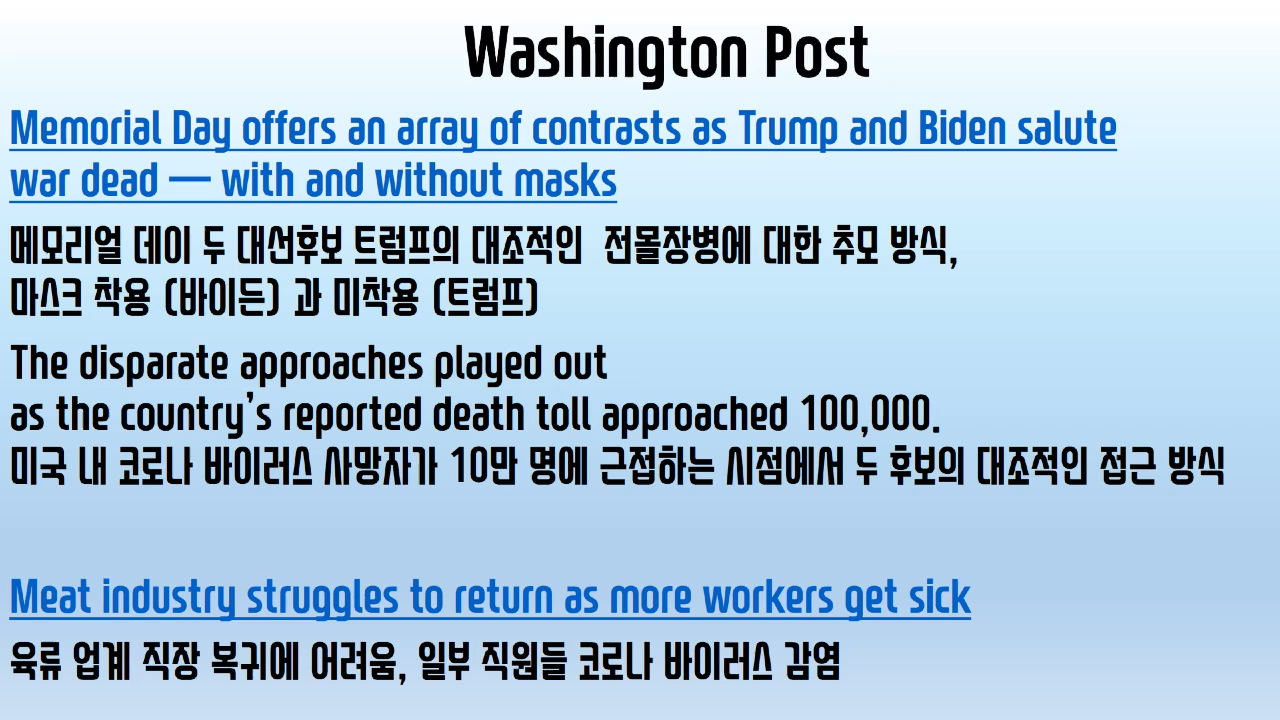 Washington Post
Memorial Day offers an array of contrasts as Trump and Biden salute
war dead — with and without masks
메모리얼 데이 두 대선후보 트럼프의 대조적인 전몰장병에 대한 추모 방식,
마스크 착용 (바이든) 과 미착용 (트럼프)
The disparate approaches played out
as the country’s reported death toll approached 100,000.
미국 내 코로나 바이러스 사망자가 10만 명에 근접하는 시점에서 두 후보의 대조적인 접근 방식
Meat industry struggles to return as more workers get sick
육류 업계 직장 복귀에 어려움, 일부 직원들 코로나 바이러스 감염